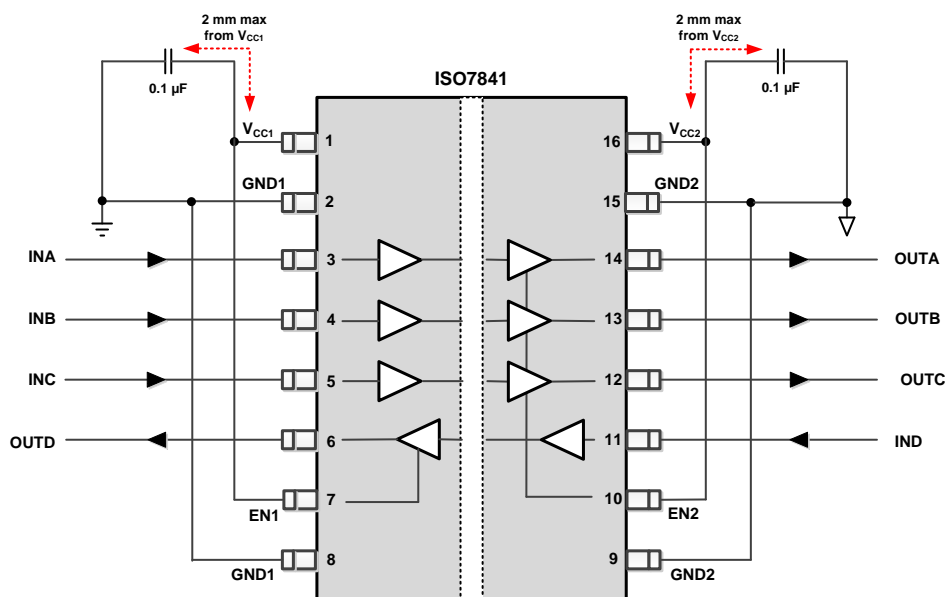 2 mm max
from VCC1
0.1 µF
2 mm max
from VCC2
0.1 µF
ISO7841
VCC1
1
16
VCC2
GND1
2
15
GND2
INA
3
14
OUTA
INB
4
13
OUTB
INC
5
12
OUTC
OUTD
6
11
IND
EN1
7
10
EN2
GND1
8
9
GND2